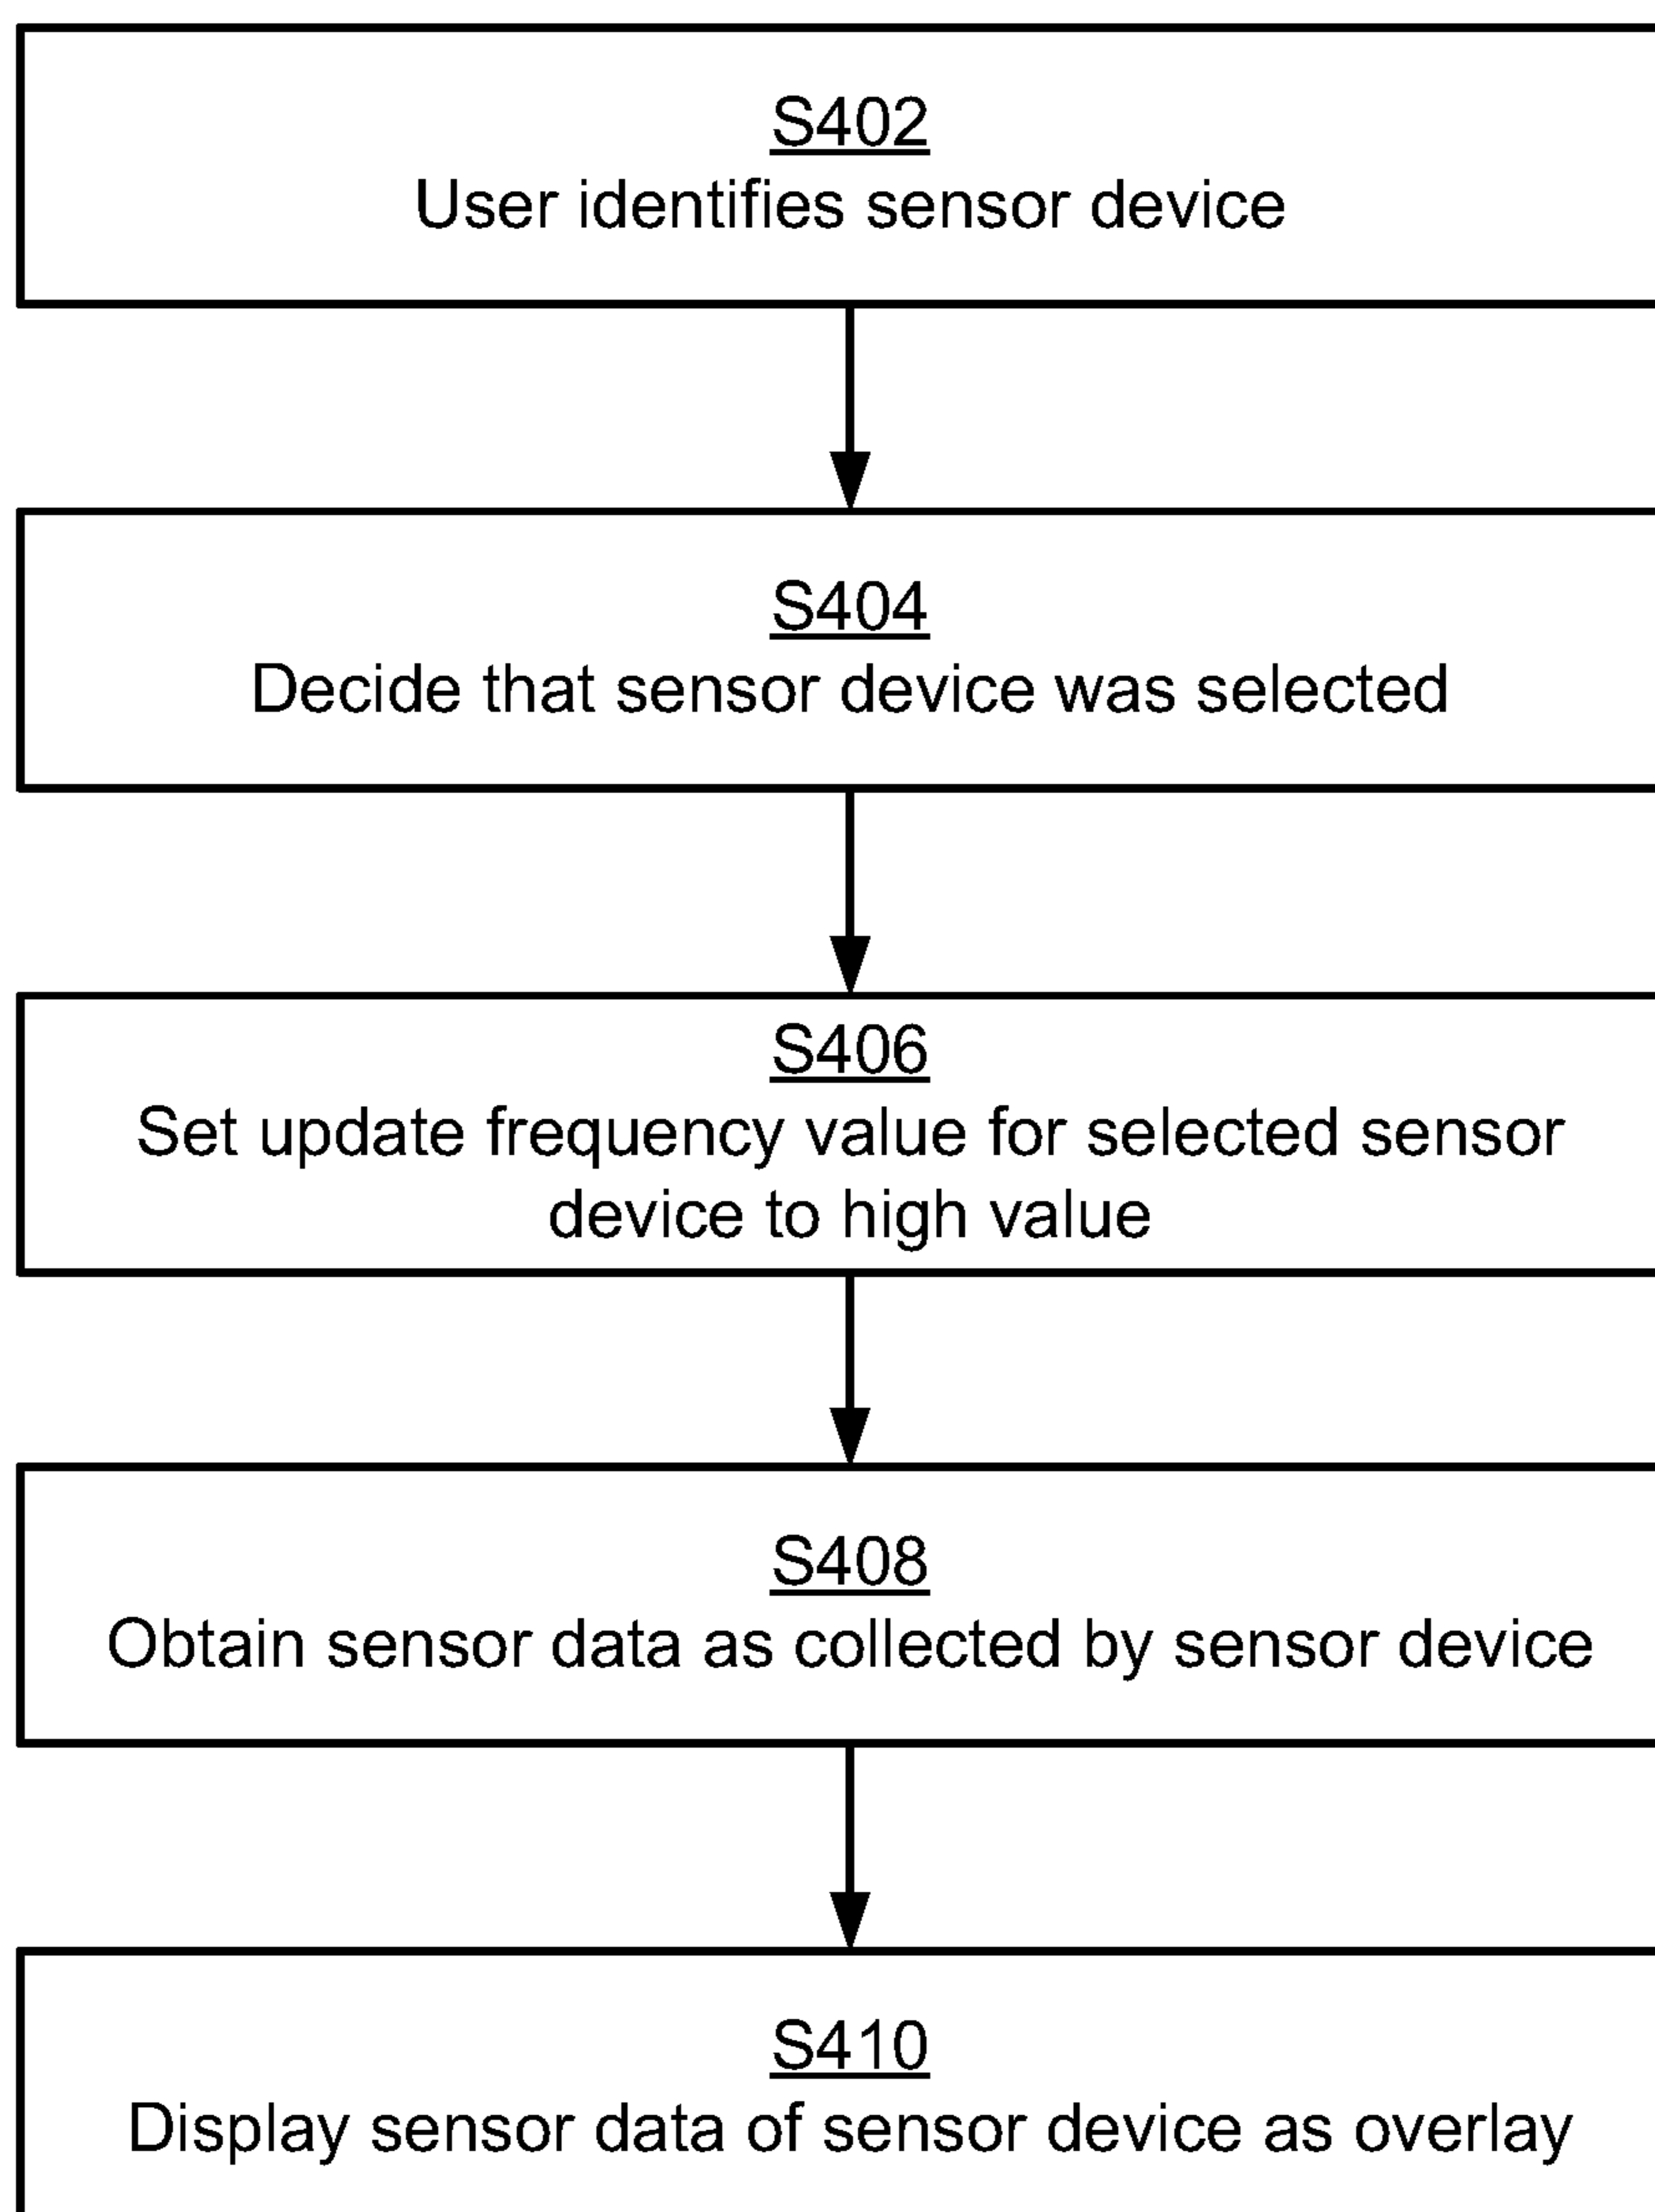 S402
User identifies sensor device
S404
Decide that sensor device was selected
S406
Set update frequency value for selected sensor
device to high value
S408
Obtain sensor data as collected by sensor device
S410
Display sensor data of sensor device as overlay